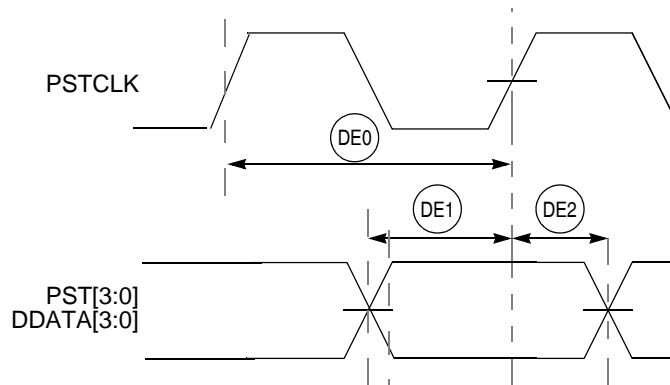 PSTCLK
DE0
DE1
DE2
PST[3:0]
DDATA[3:0]